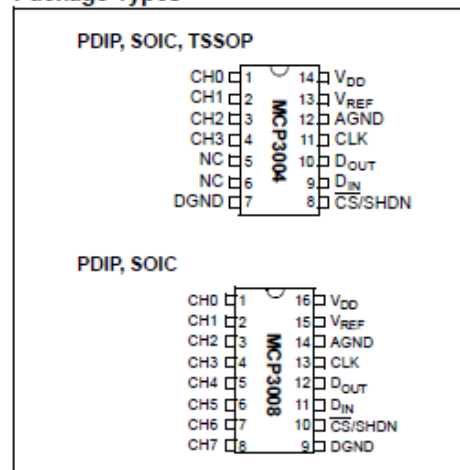 PDIP, SOIC, TSSOP
CH0 1 14 VDD
CH1 2 13 VREF
CH2 3 12 AGND
CH3 4 11 CLK
NC 5 10 DOUT
NC 6 9 DIN
DGND 7 8 CS/SHDN
MCP3004
PDIP, SOIC
CH0 1 16 VDD
CH1 2 15 VREF
CH2 3 14 AGND
CH3 4 13 CLK
CH4 5 12 DOUT
CH5 6 11 DIN
CH6 7 10 CS/SHDN
CH7 8 9 DGND
MCP3008